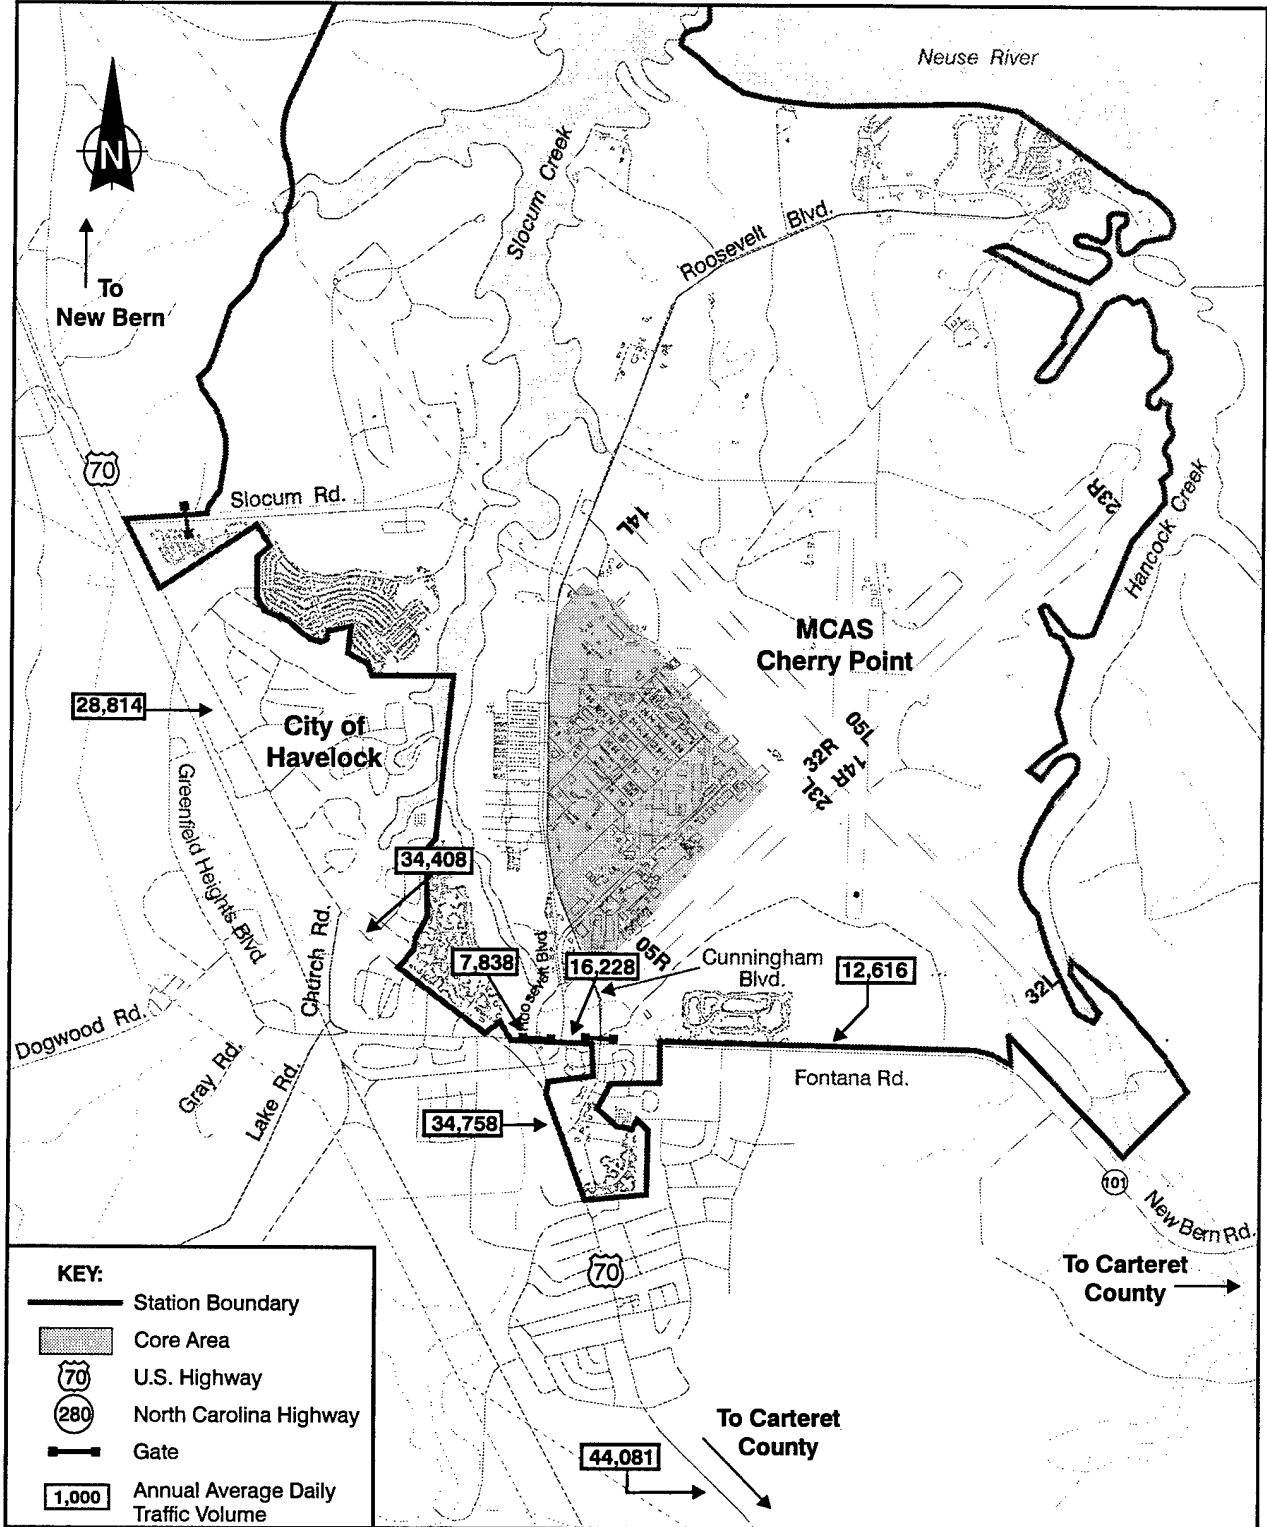 Neuse River
Slocum Creek
Roosevelt Blvd.
N
To
New Bern
70
Slocum Rd.
14L
23R
Hancock Creek
MCAS
Cherry Point
28,814
City of
Havelock
05L
32R
14R
23L
Greenfield Heights Blvd.
34,408
Church Rd.
7,838
Roosevelt Blvd.
16,228
05R
Cunningham
Blvd.
12,616
32L
Dogwood Rd.
Gray Rd.
Lake Rd.
Fontana Rd.
34,758
101
New Bern Rd.
To Carteret
County
70
To Carteret
County
44,081
KEY:
Station Boundary
Core Area
70 U.S. Highway
280 North Carolina Highway
Gate
1,000 Annual Average Daily
Traffic Volume